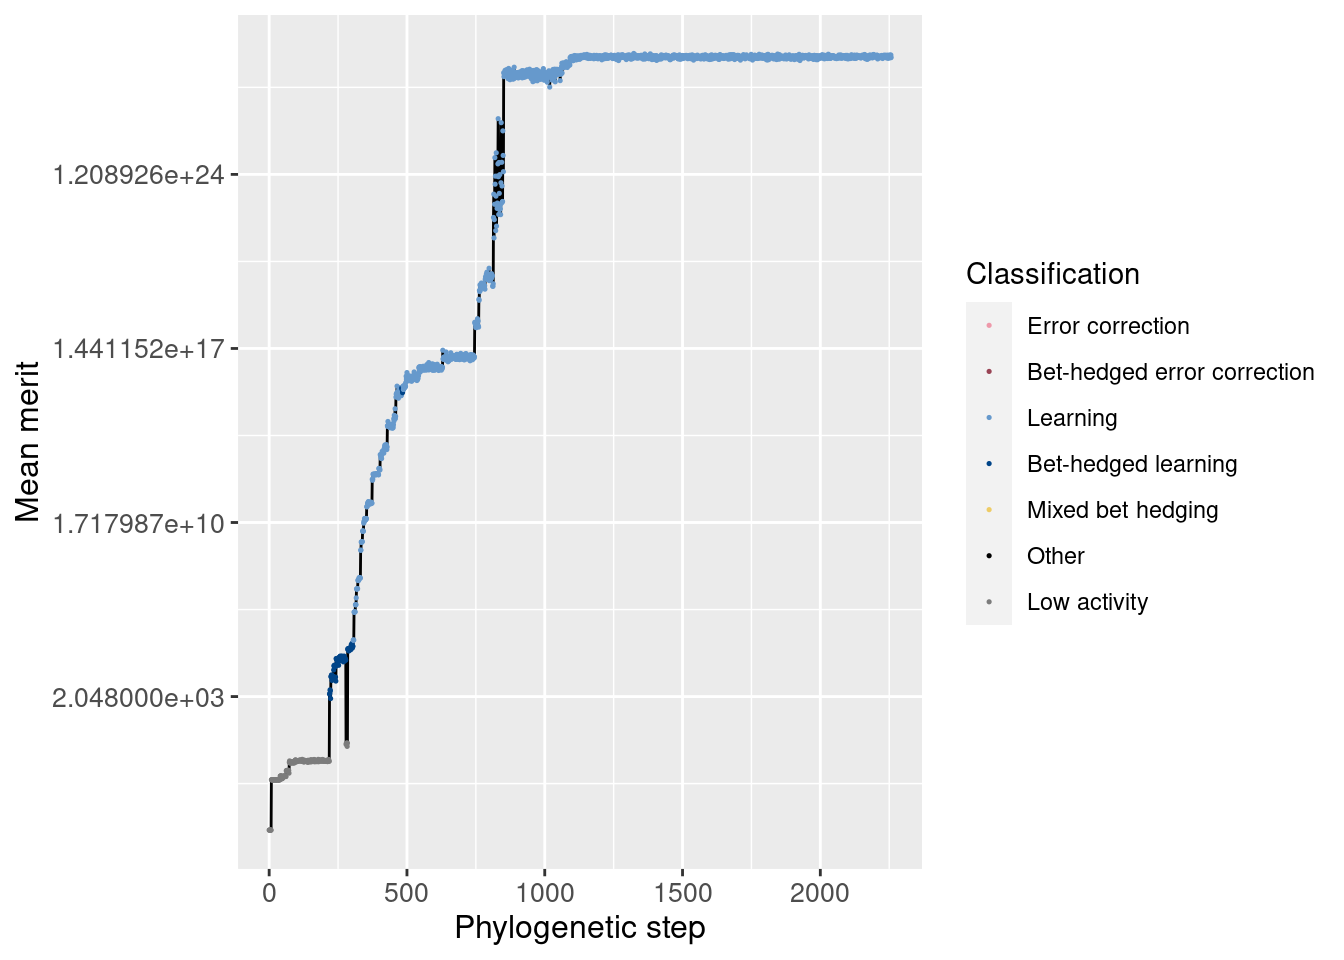 1.208926e+24
1.441152e+17
1.717987e+10
2.048000e+03
Mean merit
0 500 1000 1500 2000
Phylogenetic step
Classification
Error correction
Bet-hedged error correction
Learning
Bet-hedged learning
Mixed bet hedging
Other
Low activity